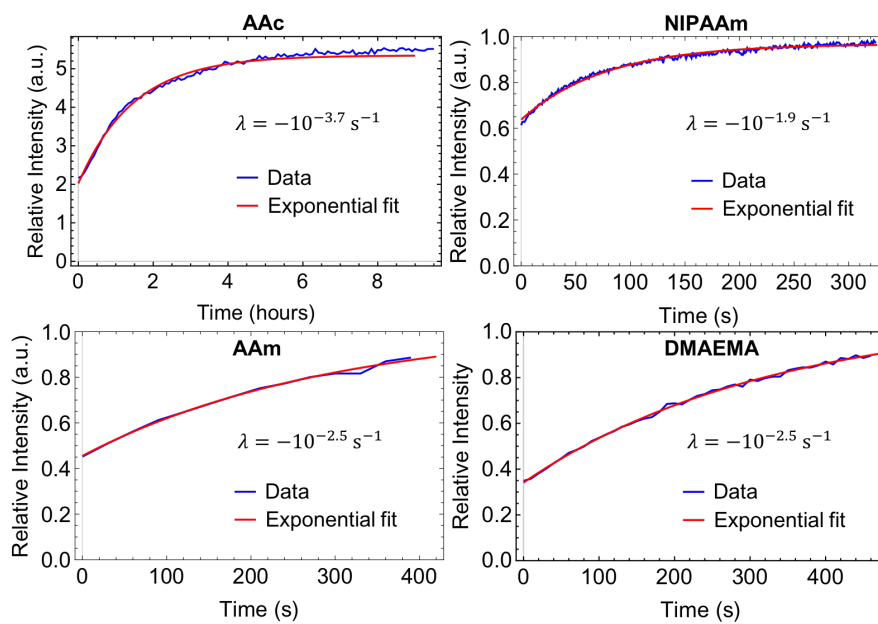 AAc
Relative Intensity (a.u.)
5
4
3
2
1
0
λ = −10^{−3.7} s^{−1}
Data
Exponential fit
0 2 4 6 8
Time (hours)
NIPAAm
Relative Intensity (a.u.)
1.0
0.8
0.6
0.4
0.2
0.0
λ = −10^{−1.9} s^{−1}
Data
Exponential fit
0 50 100 150 200 250 300
Time (s)
AAm
Relative Intensity (a.u.)
1.0
0.8
0.6
0.4
0.2
0.0
λ = −10^{−2.5} s^{−1}
Data
Exponential fit
0 100 200 300 400
Time (s)
DMAEMA
Relative Intensity
1.0
0.8
0.6
0.4
0.2
0.0
λ = −10^{−2.5} s^{−1}
Data
Exponential fit
0 100 200 300 400
Time (s)